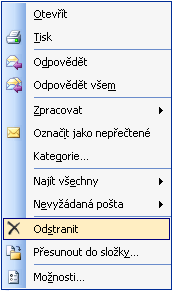 Otevřít
Tisk
Odpovědět
Odpovědět všem
Zpracovat
Označit jako nepřečtené
Kategorie...
Najít všechny
Nevyžádaná pošta
Odstranit
Přesunout do složky...
Možnosti...